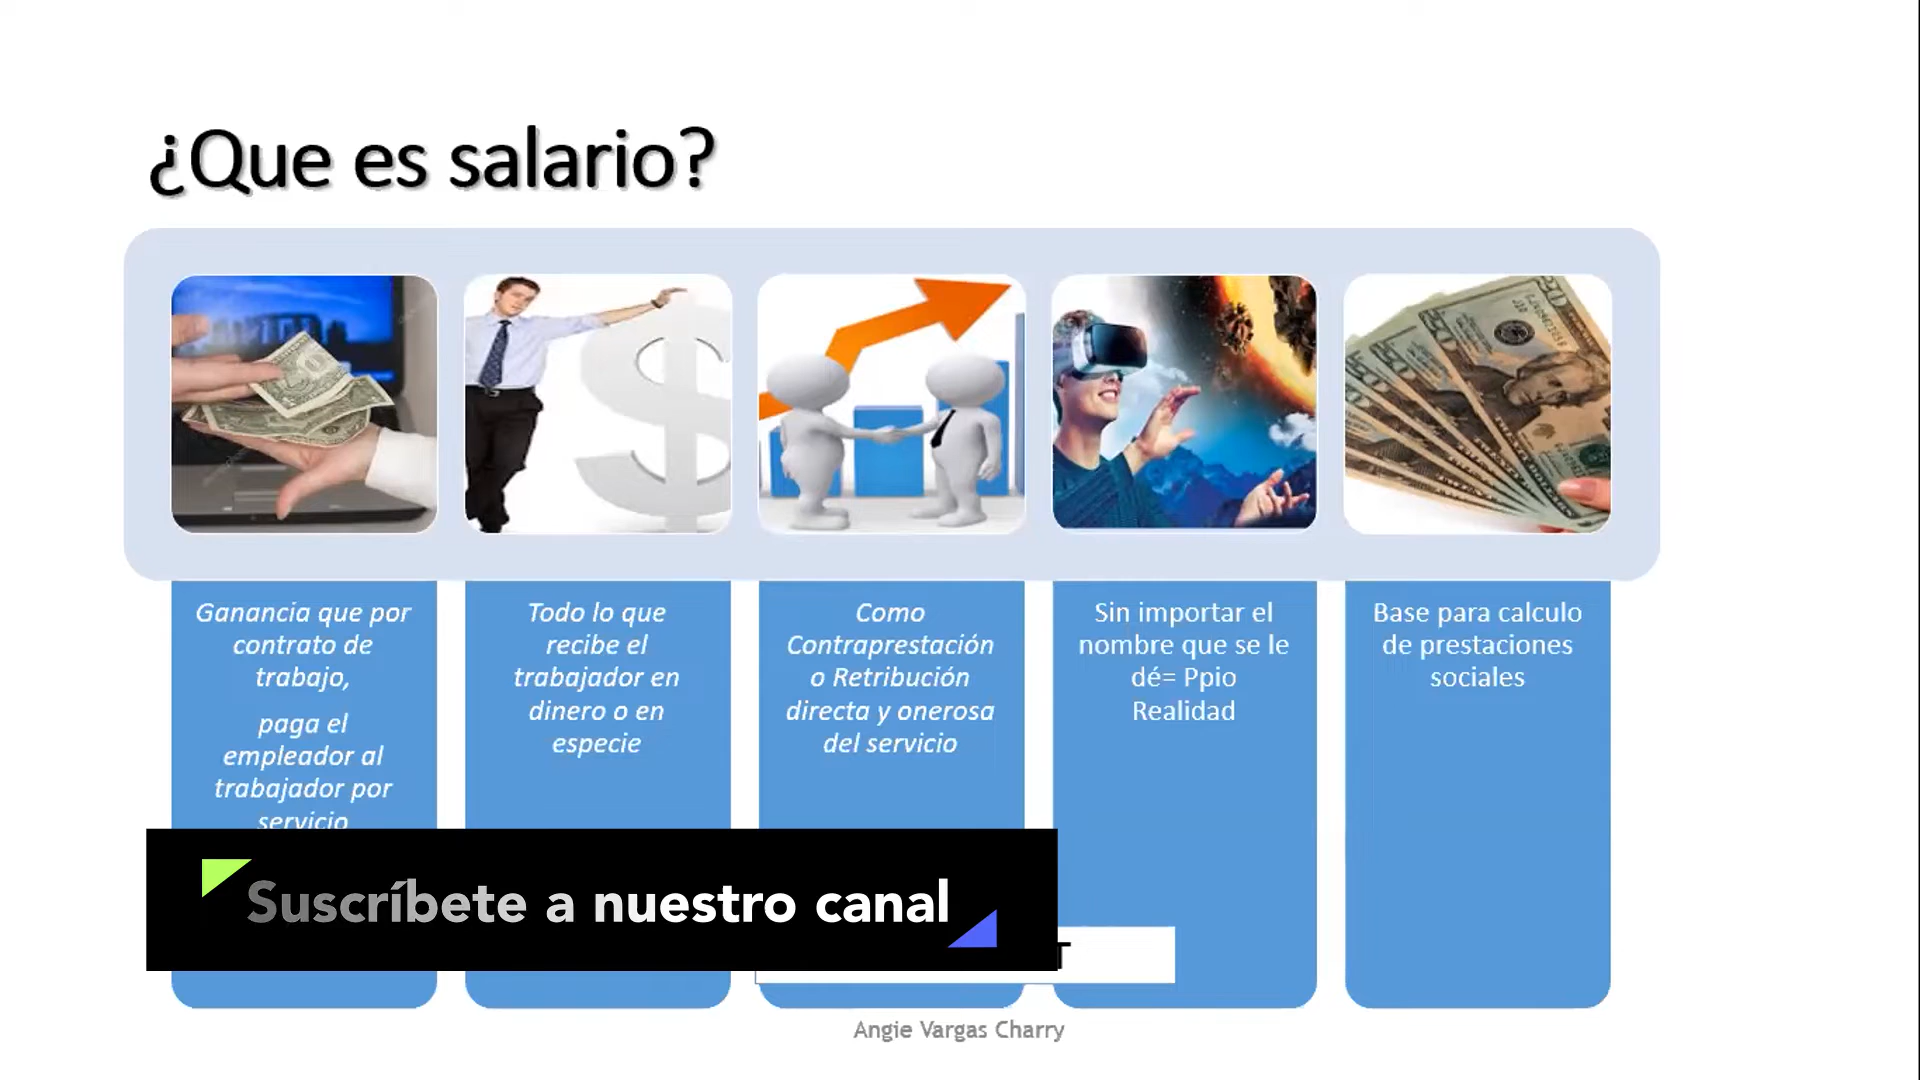 ¿Que es salario?
Ganancia que por
contrato de
trabajo,
paga el
empleador al
trabajador por
servicio
Todo lo que
recibe el
trabajador en
dinero o en
especie
Como
Contraprestación
o Retribución
directa y onerosa
del servicio
Sin importar el
nombre que se le
dé= Ppio
Realidad
Base para calculo
de prestaciones
sociales
Suscríbete a nuestro canal
T
Angie Vargas Charry